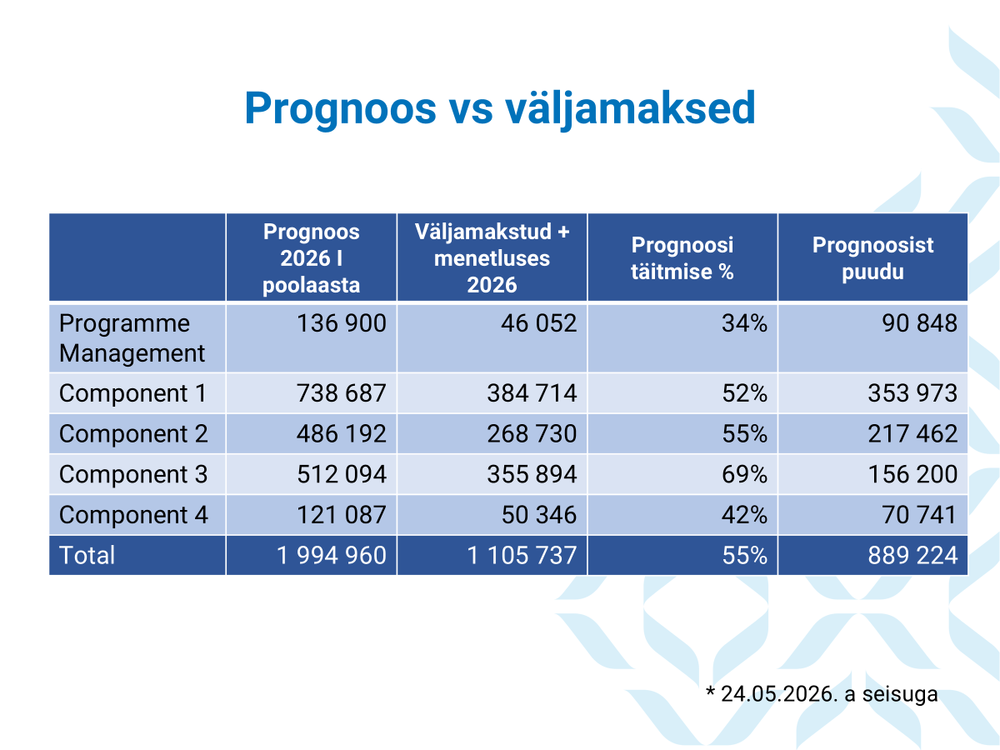 Prognoos vs väljamaksed
Prognoos
2026 I
poolaasta
Väljamakstud +
menetluses
2026
Prognoosi
täitmise %
Prognoosist
puudu
Programme
Management
136 900
46 052
34%
90 848
Component 1
738 687
384 714
52%
353 973
Component 2
486 192
268 730
55%
217 462
Component 3
512 094
355 894
69%
156 200
Component 4
121 087
50 346
42%
70 741
Total
1 994 960
1 105 737
55%
889 224
* 24.05.2026. a seisuga